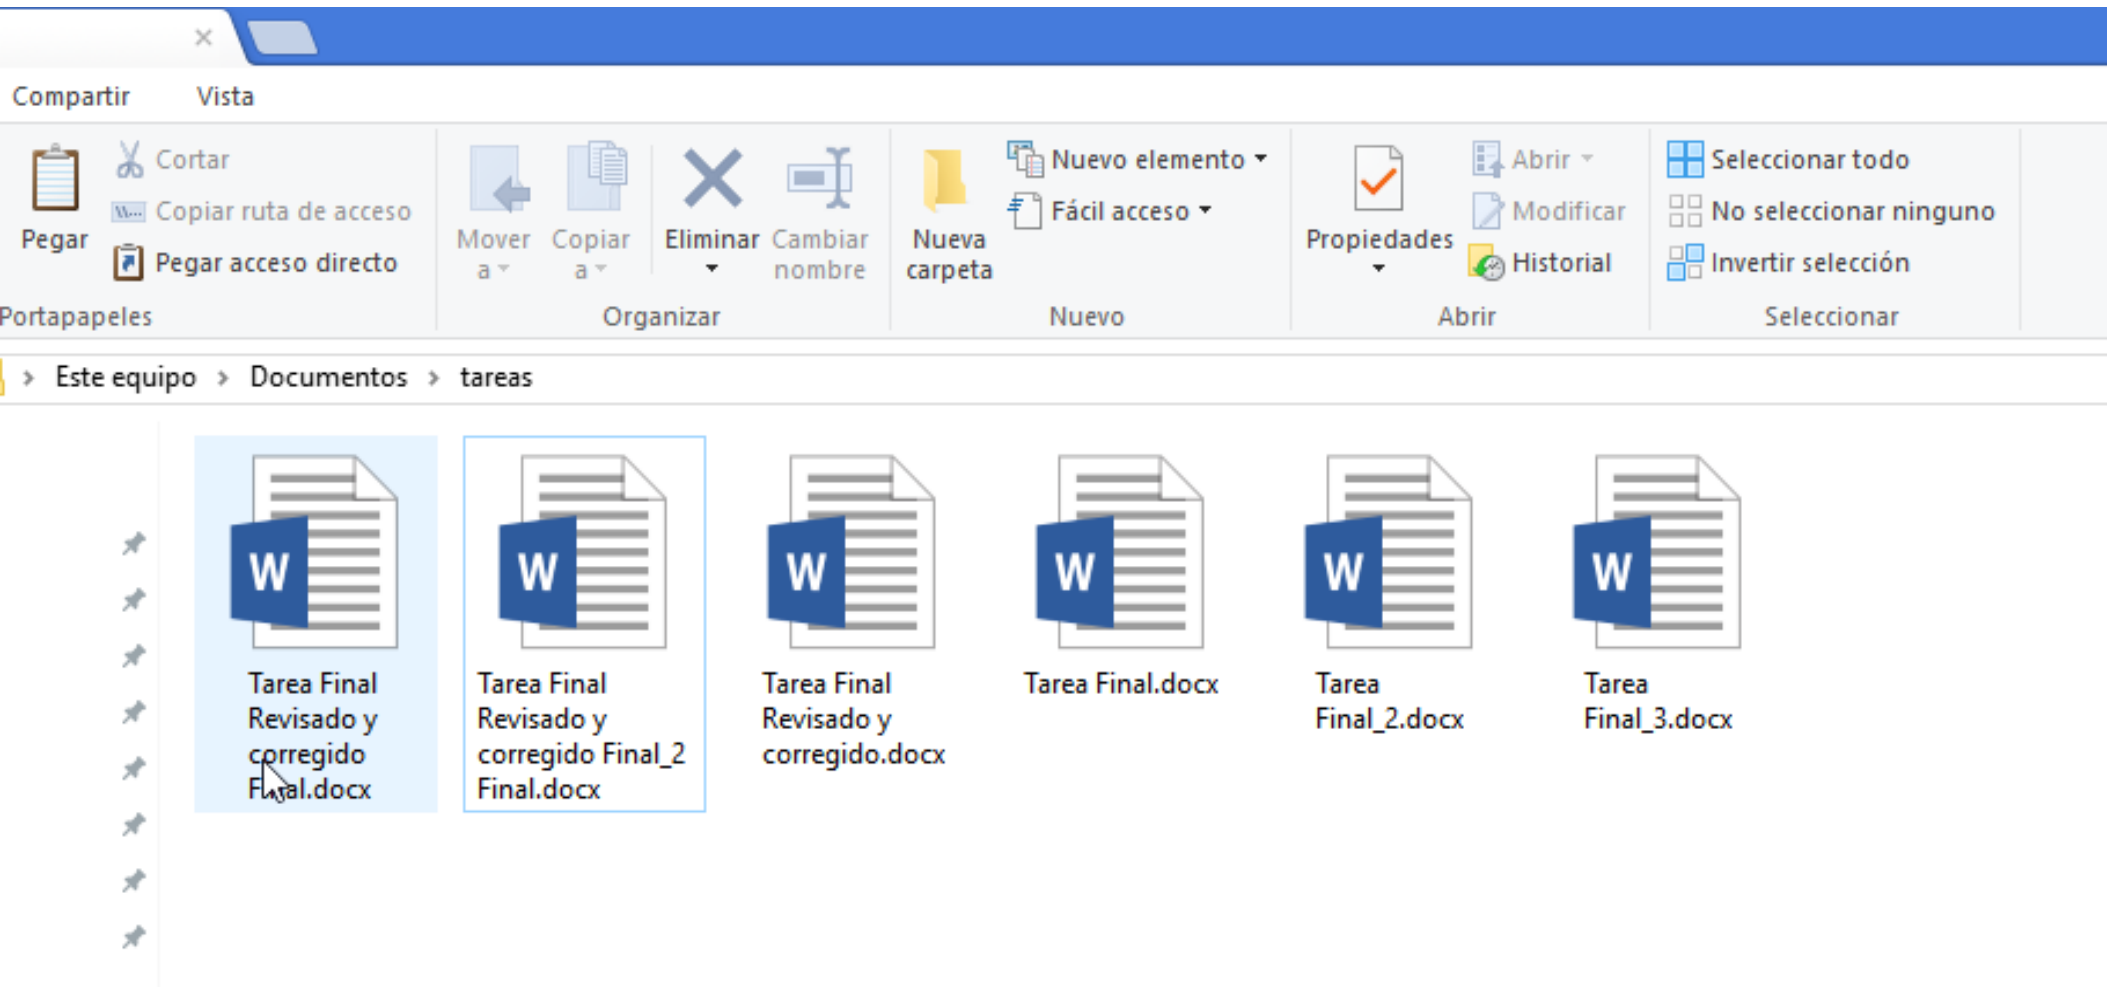 Compartir Vista
Cortar
Copiar ruta de acceso
Pegar
Pegar acceso directo
Portapapeles
Mover a
Copiar a
Eliminar
Cambiar nombre
Organizar
Nueva carpeta
Nuevo elemento
Fácil acceso
Nuevo
Propiedades
Abrir
Modificar
Historial
Abrir
Seleccionar todo
No seleccionar ninguno
Invertir selección
Seleccionar
Este equipo > Documentos > tareas
W
Tarea Final
Revisado y
corregido
Final.docx
W
Tarea Final
Revisado y
corregido Final_2
Final.docx
W
Tarea Final
Revisado y
corregido.docx
W
Tarea Final.docx
W
Tarea
Final_2.docx
W
Tarea
Final_3.docx